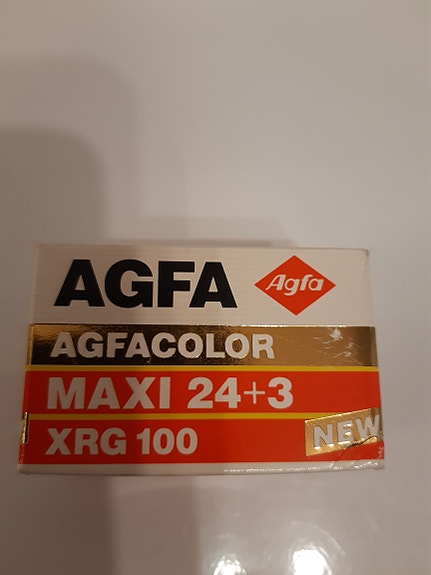 AGFA
Agfa
AGFACOLOR
MAXI 24+3
XRG 100
NEW